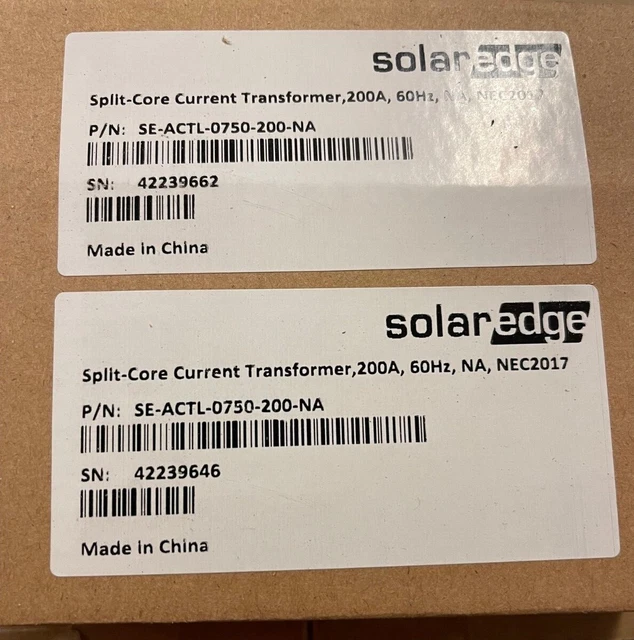 solaredge
Split-Core Current Transformer,200A, 60Hz, NA, NEC2017
P/N: SE-ACTL-0750-200-NA
SN: 42239662
Made in China
solaredge
Split-Core Current Transformer,200A, 60Hz, NA, NEC2017
P/N: SE-ACTL-0750-200-NA
SN: 42239646
Made in China